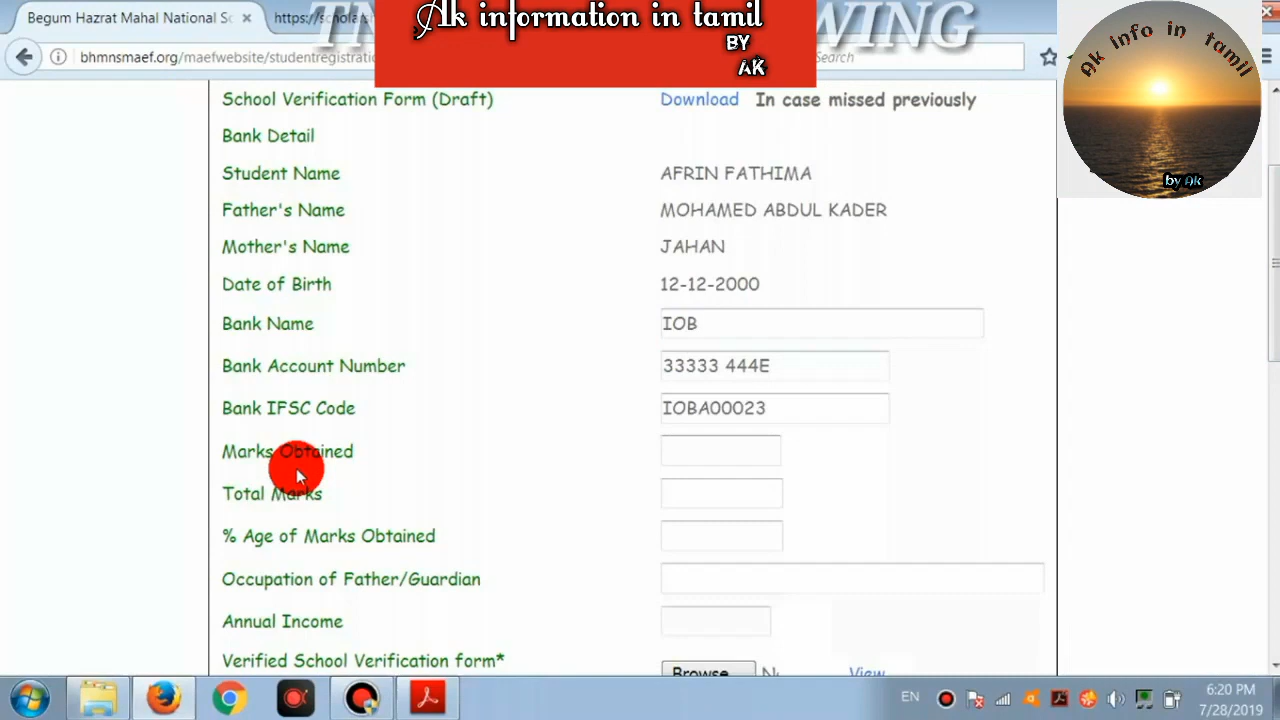 Begum Hazrat Mahal National Sc
https://scholarsh
Ak information in tamil
BY
AK
WING
bhmnsmaef.org/maefwebsite/studentregistratio
Search
Ak info in tamil
by Ak
School Verification Form (Draft) Download In case missed previously
Bank Detail
Student Name AFRIN FATHIMA
Father's Name MOHAMED ABDUL KADER
Mother's Name JAHAN
Date of Birth 12-12-2000
Bank Name IOB
Bank Account Number 33333 444E
Bank IFSC Code IOBA00023
Marks Obtained
Total Marks
% Age of Marks Obtained
Occupation of Father/Guardian
Annual Income
Verified School Verification form* Browse... View
EN 6:20 PM
7/28/2019